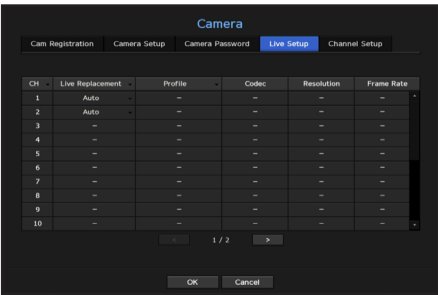 Camera
Cam Registration Camera Setup Camera Password Live Setup Channel Setup
CH Live Replacement Profile Codec Resolution Frame Rate
1 Auto – – – –
2 Auto – – – –
3 – – – – –
4 – – – – –
5 – – – – –
6 – – – – –
7 – – – – –
8 – – – – –
9 – – – – –
10 – – – – –
< 1 / 2 >
OK Cancel